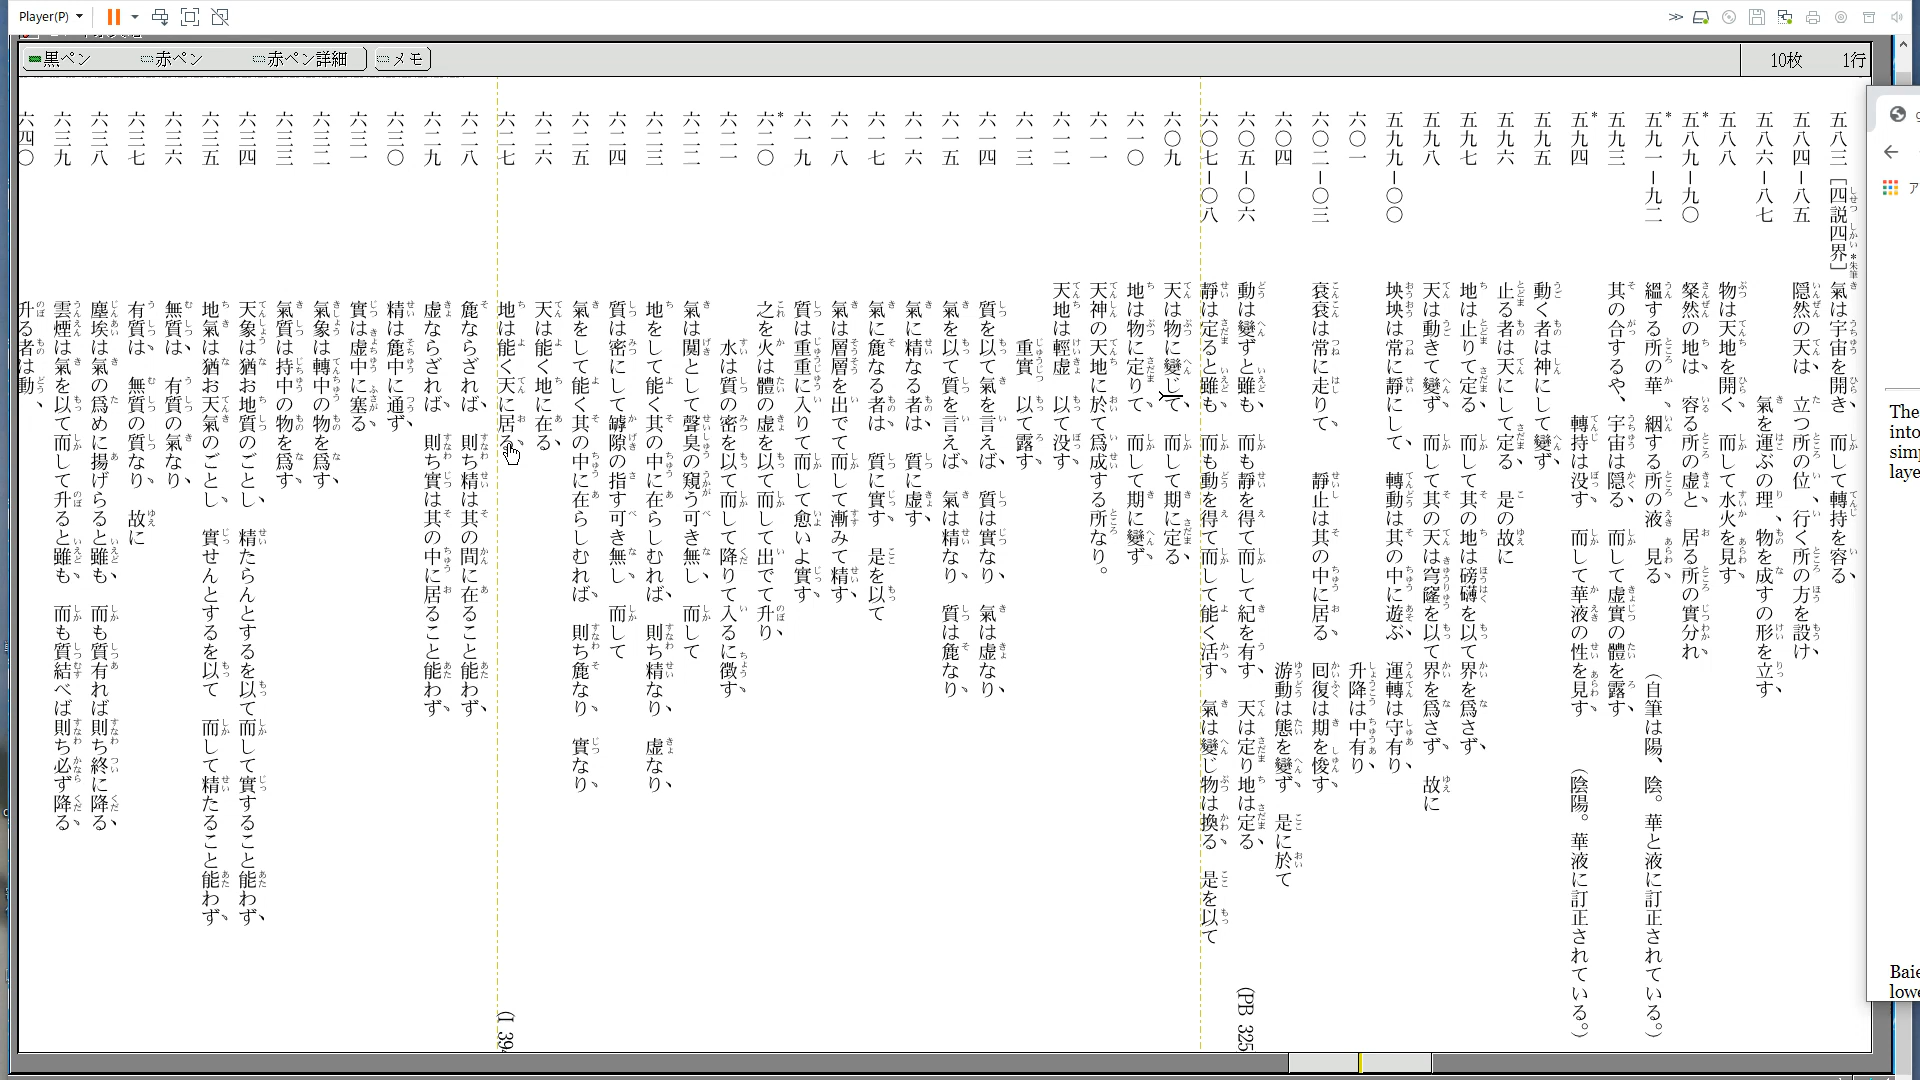 Player(P)
黒ペン 赤ペン 赤ペン詳細 メモ 10枚 1行
五八三 [四説四界] *朱筆 氣は宇宙を開き、而して轉持を容る、
五八四－八五 隠然の天は、立つ所の位、行く所の方を設け、
五八六－八七 氣を運ぶの理、物を成すの形を立す、
五八八 物は天地を開く、而して水火を見す、
*五八九－九〇 粲然の地は、容る所の虚と、居る所の實分れ、
*五九一－九二 繼する所の華、絪する所の液、見る、 (自筆は陽、陰。華と液に訂正されている。)
五九三 其の合するや、宇宙は隠る、而して虚實の體を露す、
*五九四 轉持は没す、而して華液の性を見す、 (陰陽。華液に訂正されている。)
五九五 動く者は神にして變ず、
五九六 止る者は天にして定る、是の故に
五九七 地は止りて定る、而して其の地は磅礴を以て界を爲さず、
五九八 天は動きて變ず、而して其の天は穹窿を以て界を爲さず、故に
五九九－〇〇 坱坱は常に靜にして、轉動は其の中に遊ぶ、運轉は守有り、
六〇一 升降は中有り、
六〇二－〇三 袞袞は常に走りて、靜止は其の中に居る、回復は期を悛す、
六〇四 游動は態を變ず、是に於て
六〇五－〇六 動は變ずと雖も、而も靜を得て而して紀を有す、天は定り地は定る、 (PB 325
六〇七－〇八 靜は定ると雖も、而も動を得て而して能く活す、氣は變じ物は換る、是を以て
六〇九 天は物に變じて、而して期に定る、
六一〇 地は物に定りて、而して期に變ず、
六一一 天神の天地に於て爲成する所なり。
六一二 天地は輕虚、以て没す、
六一三 重實、以て露す、
六一四 質を以て氣を言えば、質は實なり、氣は虚なり、
六一五 氣を以て質を言えば、氣は精なり、質は麁なり、
六一六 氣に精なる者は、質に虚す、
六一七 氣に麁なる者は、質に實す、是を以て
六一八 氣は層層を出でて而して漸みて精す、
六一九 質は重重に入りて而して愈いよ實す、
*六二〇 之を火は體の虚を以て而して出でて升り、
六二一 水は質の密を以て而して降りて入るに徴す、
六二二 氣は闃として聲臭の窺う可き無し、而して
六二三 地をして能く其の中に在らしむれば、則ち精なり、虚なり、
六二四 質は密にして罅隙の指す可き無し、而して
六二五 氣をして能く其の中に在らしむれば、則ち麁なり、實なり、
六二六 天は能く地に在る、
六二七 地は能く天に居る、 (I 39
六二八 麁ならざれば、則ち精は其の間に在ること能わず、
六二九 虚ならざれば、則ち實は其の中に居ること能わず、
六三〇 精は麁中に通ず、
六三一 實は虚中に塞る、
六三二 氣象は轉中の物を爲す、
六三三 氣質は持中の物を爲す、
六三四 天象は猶お地質のごとし、精たらんとするを以て、而して實すること能わず、
六三五 地氣は猶お天氣のごとし、實せんとするを以て、而して精たること能わず、
六三六 無質は、有質の氣なり、
六三七 有質は、無質の質なり、故に
六三八 塵埃は氣の爲めに揚げらると雖も、而も質有れば則ち終に降る、
六三九 雲煙は氣を以て而して升ると雖も、而も質結べば則ち必ず降る、
六四〇 升る者は動、
ア
The
into
simp
laye
Baie
lowe